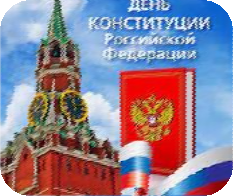 ДЕНЬ
КОНСТИТУЦИИ
Российской
Федерации